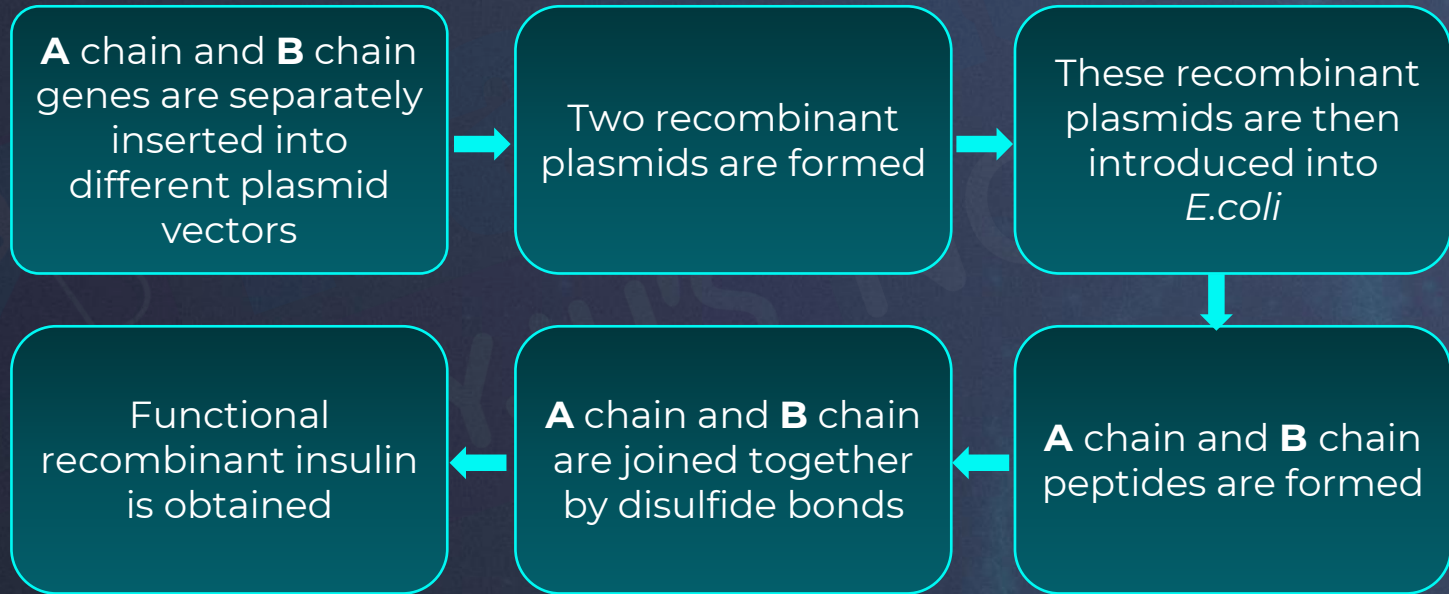 A chain and B chain
genes are separately
inserted into
different plasmid
vectors
Two recombinant
plasmids are formed
These recombinant
plasmids are then
introduced into
E.coli
A chain and B chain
peptides are formed
A chain and B chain
are joined together
by disulfide bonds
Functional
recombinant insulin
is obtained